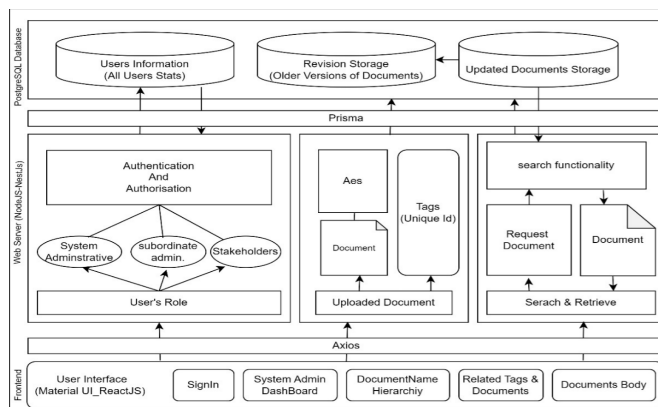 PostgreSQL Database
Users Information
(All Users Stats)
Revision Storage
(Older Versions of Documents)
Updated Documents Storage
Prisma
Web Server (NodeJS-NestJs)
Authentication
And
Authorisation
System
Adminstrative
subordinate
admin.
Stakeholders
User's Role
Aes
Document
Tags
(Unique Id)
Uploaded Document
search functionality
Request
Document
Document
Serach & Retrieve
Axios
Frontend
User Interface
(Material UI_ReactJS)
SignIn
System Admin
DashBoard
DocumentName
Hierarchiy
Related Tags &
Documents
Documents Body